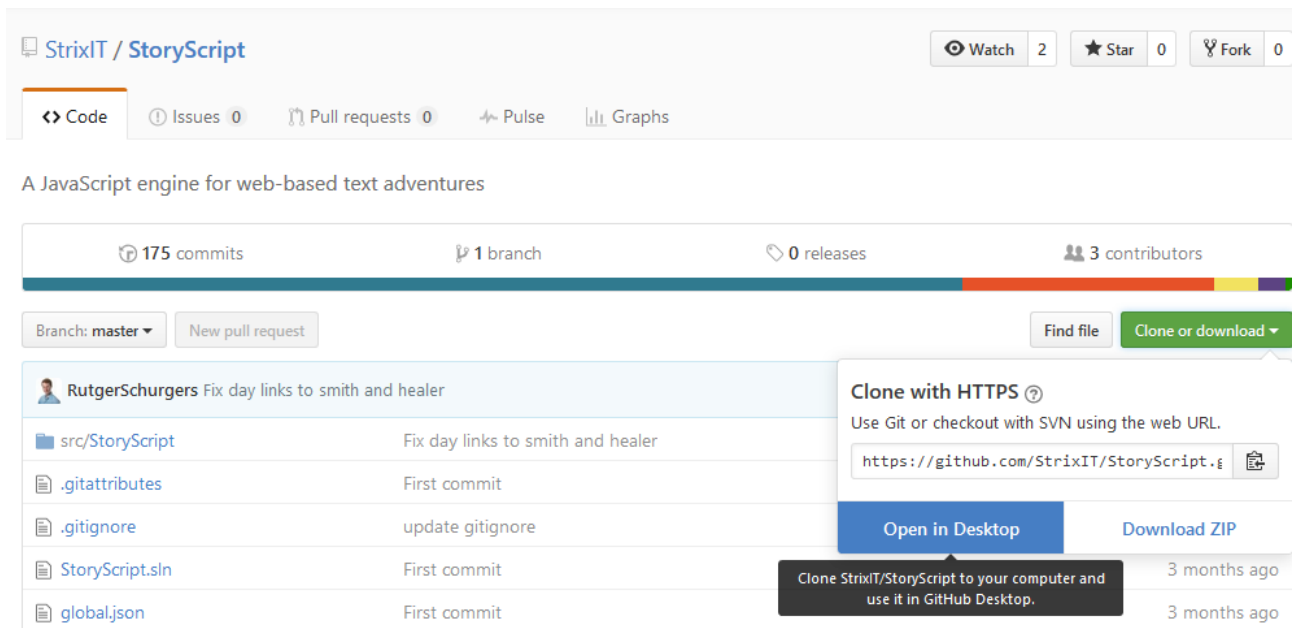 StrixIT / StoryScript
Watch 2 Star 0 Fork 0
Code Issues 0 Pull requests 0 Pulse Graphs
A JavaScript engine for web-based text adventures
175 commits 1 branch 0 releases 3 contributors
Branch: master New pull request Find file Clone or download
RutgerSchurgers Fix day links to smith and healer
Clone with HTTPS ?
Use Git or checkout with SVN using the web URL.
https://github.com/StrixIT/StoryScript.g
Open in Desktop Download ZIP
Clone StrixIT/StoryScript to your computer and
use it in GitHub Desktop.
src/StoryScript Fix day links to smith and healer
.gitattributes First commit
.gitignore update gitignore
StoryScript.sln First commit 3 months ago
global.json First commit 3 months ago